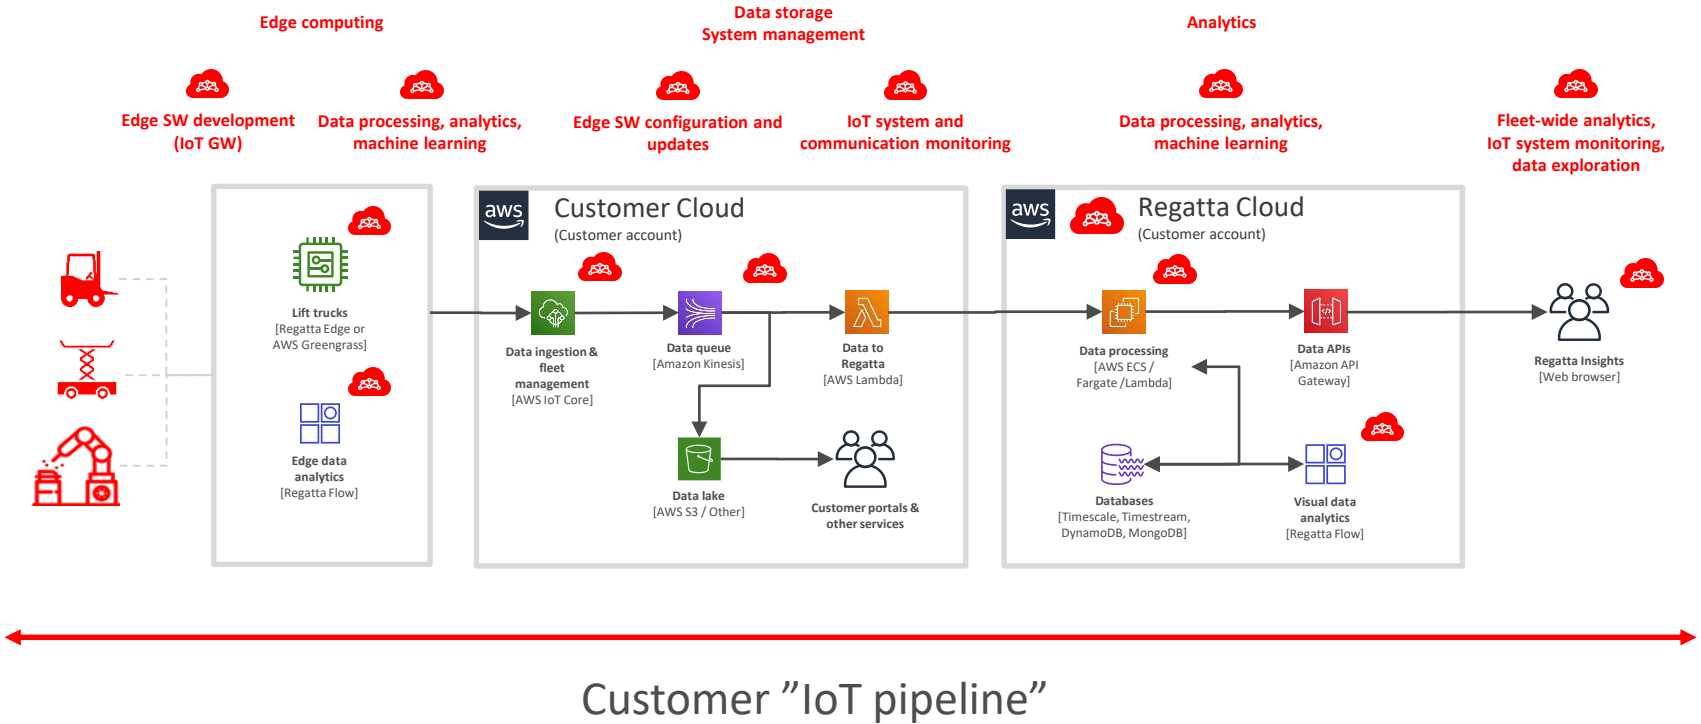 Edge computing
Data storage
System management
Analytics
Edge SW development
(IoT GW)
Data processing, analytics,
machine learning
Edge SW configuration and
updates
IoT system and
communication monitoring
Data processing, analytics,
machine learning
Fleet-wide analytics,
IoT system monitoring,
data exploration
aws
Customer Cloud
(Customer account)
aws
Regatta Cloud
(Customer account)
Lift trucks
[Regatta Edge or
AWS Greengrass]
Edge data
analytics
[Regatta Flow]
Data ingestion &
fleet
management
[AWS IoT Core]
Data queue
[Amazon Kinesis]
Data to
Regatta
[AWS Lambda]
Data lake
[AWS S3 / Other]
Customer portals &
other services
Data processing
[AWS ECS /
Fargate /Lambda]
Data APIs
[Amazon API
Gateway]
Databases
[Timescale, Timestream,
DynamoDB, MongoDB]
Visual data
analytics
[Regatta Flow]
Regatta Insights
[Web browser]
Customer ”IoT pipeline”